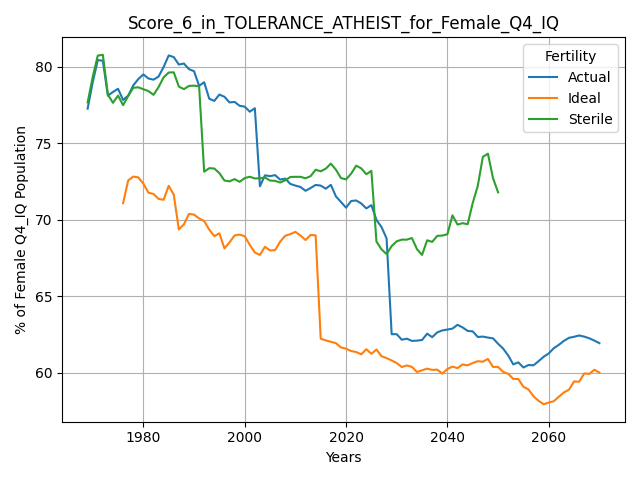 Score_6_in_TOLERANCE_ATHEIST_for_Female_Q4_IQ
% of Female Q4_IQ Population
80
75
70
65
60
Fertility
Actual
Ideal
Sterile
1980
2000
2020
2040
2060
Years